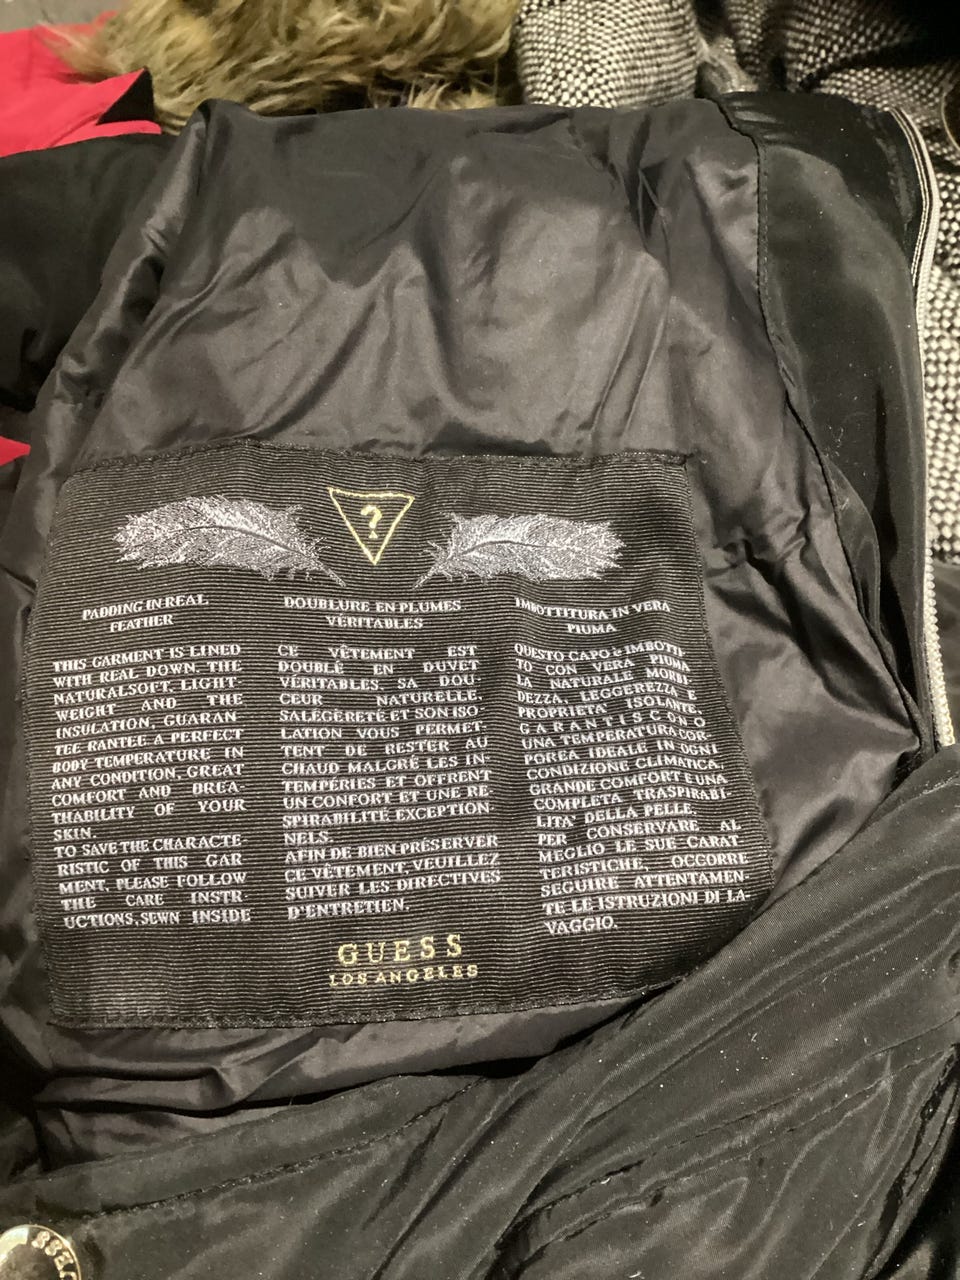 ?
PADDING IN REAL
FEATHER
THIS GARMENT IS LINED
WITH REAL DOWN. THE
NATURALSOFT, LIGHT-
WEIGHT AND THE
INSULATION, GUARAN
TEE RANTEE A PERFECT
BODY TEMPERATURE IN
ANY CONDITION, GREAT
COMFORT AND BREA-
THABILITY OF YOUR
SKIN.
TO SAVE THE CHARACTE
RISTIC OF THIS GAR
MENT, PLEASE FOLLOW
THE CARE INSTR
UCTIONS, SEWN INSIDE
DOUBLURE EN PLUMES
VÉRITABLES
CE VÊTEMENT EST
DOUBLÉ EN DUVET
VÉRITABLES. SA DOU-
CEUR NATURELLE,
SALÉGÈRETÉ ET SON ISO-
LATION VOUS PERMET-
TENT DE RESTER AU
CHAUD MALGRÉ LES IN-
TEMPÉRIES ET OFFRENT
UN CONFORT ET UNE RE-
SPIRABILITÉ EXCEPTION-
NELS.
AFIN DE BIEN PRÉSERVER
CE VÊTEMENT, VEUILLEZ
SUIVER LES DIRECTIVES
D'ENTRETIEN.
IMBOTTITURA IN VERA
PIUMA
QUESTO CAPO È IMBOTTI-
TO CON VERA PIUMA
LA NATURALE MORBI
DEZZA, LEGGEREZZA E
PROPRIETA' ISOLANTE,
GARANTISCONO
UNA TEMPERATURA COR-
POREA IDEALE IN OGNI
CONDIZIONE CLIMATICA,
GRANDE COMFORT E UNA
COMPLETA TRASPIRABI-
LITA' DELLA PELLE.
PER CONSERVARE AL
MEGLIO LE SUE CARAT-
TERISTICHE, OCCORRE
SEGUIRE ATTENTAMEN-
TE LE ISTRUZIONI DI LA-
VAGGIO.
GUESS
LOS ANGELES